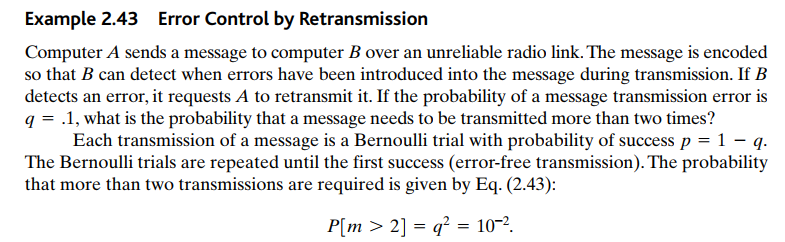 Example 2.43 Error Control by Retransmission
Computer A sends a message to computer B over an unreliable radio link. The message is encoded
so that B can detect when errors have been introduced into the message during transmission. If B
detects an error, it requests A to retransmit it. If the probability of a message transmission error is
q = .1, what is the probability that a message needs to be transmitted more than two times?
Each transmission of a message is a Bernoulli trial with probability of success p = 1 − q.
The Bernoulli trials are repeated until the first success (error-free transmission). The probability
that more than two transmissions are required is given by Eq. (2.43):
P[m > 2] = q² = 10⁻².